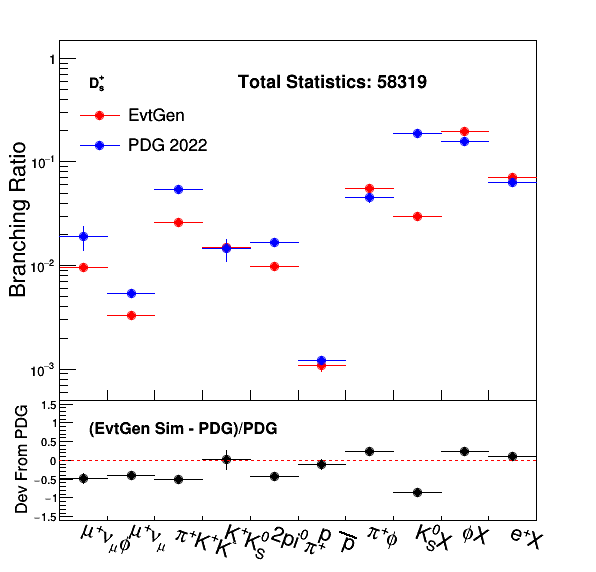 Branching Ratio
1
10⁻¹
10⁻²
10⁻³
D_s^+
Total Statistics: 58319
EvtGen
PDG 2022
Dev From PDG
1.5
1
0.5
0
−0.5
−1
−1.5
(EvtGen Sim - PDG)/PDG
μ⁺ν_μϕ
μ⁺ν_μ
π⁺K⁺K⁻
K⁺K_S^0
2pi⁰π⁺
p p̅
π⁺ϕ
K_S^0X
ϕX
e⁺X